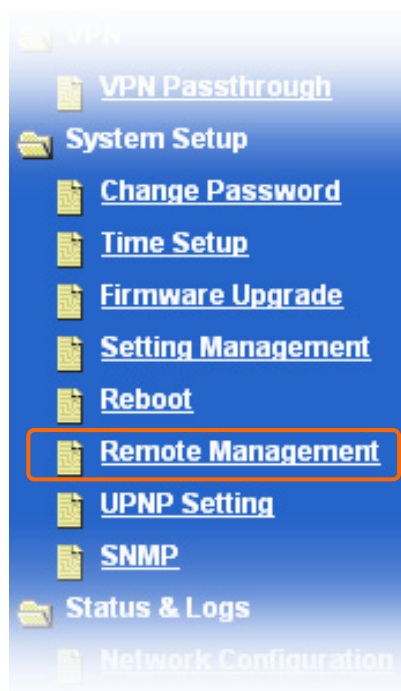 VPN
VPN Passthrough
System Setup
Change Password
Time Setup
Firmware Upgrade
Setting Management
Reboot
Remote Management
UPNP Setting
SNMP
Status & Logs
Network Configuration